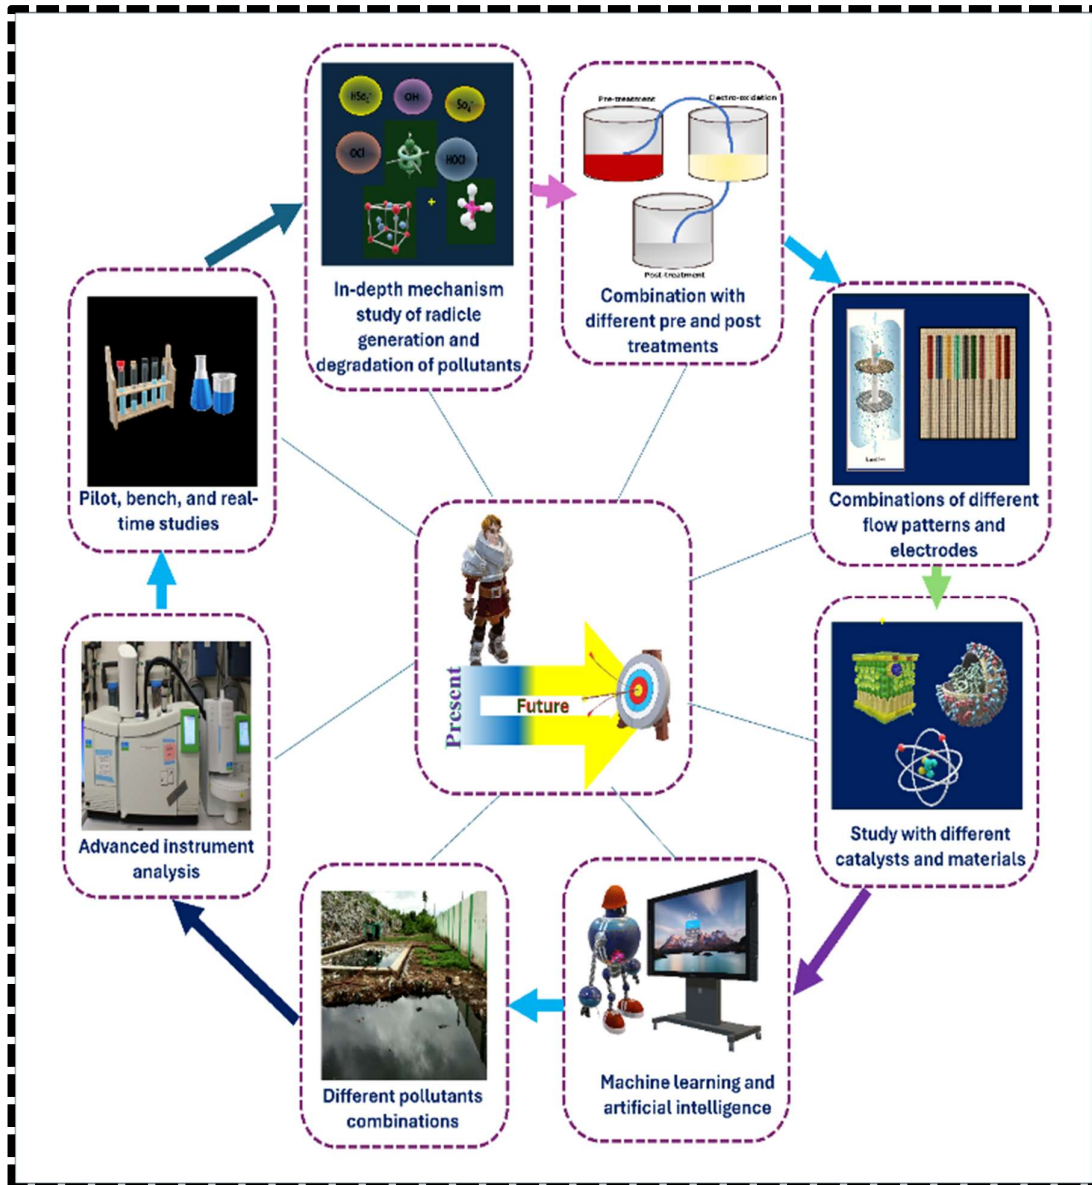 HSo₅⁻
OH
So₄⁻
OCl
HOCl
+
In-depth mechanism
study of radicle
generation and
degradation of pollutants
Pre-treatment
Electro-oxidation
Post-treatment
Combination with
different pre and post
treatments
Combinations of different
flow patterns and
electrodes
Study with different
catalysts and materials
Machine learning and
artificial intelligence
Different pollutants
combinations
Advanced instrument
analysis
Pilot, bench, and real-
time studies
Present
Future